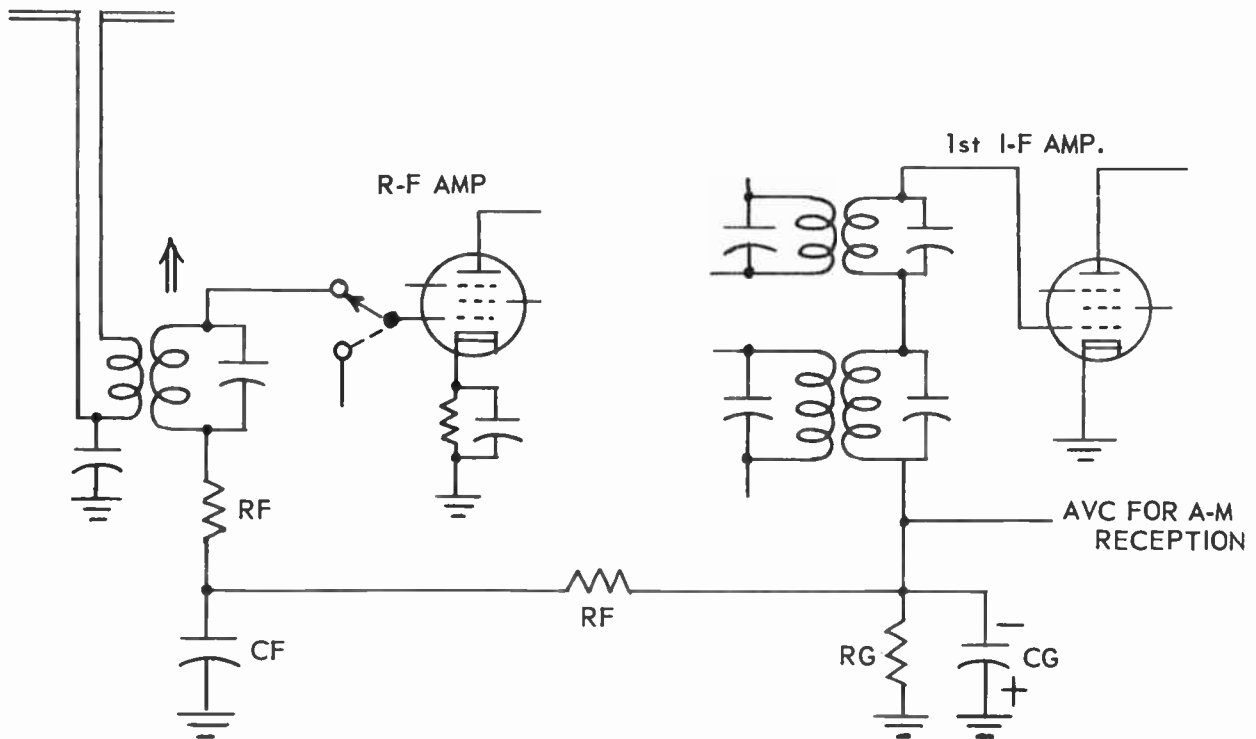 1st I-F AMP.
R-F AMP
RF
AVC FOR A-M
RECEPTION
RF
CF
RG
CG
−
+